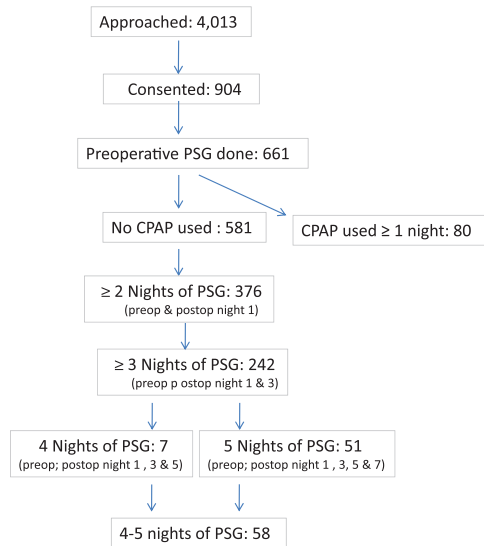 Approached: 4,013
Consented: 904
Preoperative PSG done: 661
No CPAP used : 581
CPAP used ≥ 1 night: 80
≥ 2 Nights of PSG: 376
(preop & postop night 1)
≥ 3 Nights of PSG: 242
(preop p ostop night 1 & 3)
4 Nights of PSG: 7
(preop; postop night 1 , 3 & 5)
5 Nights of PSG: 51
(preop; postop night 1 , 3, 5 & 7)
4-5 nights of PSG: 58